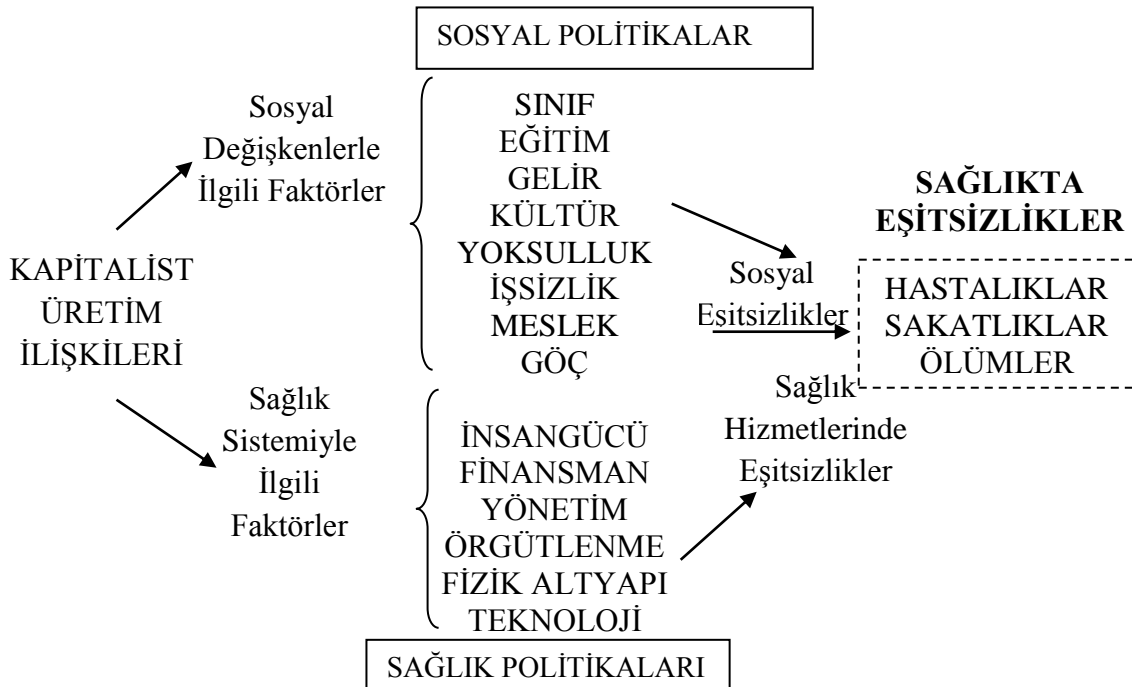 SOSYAL POLİTİKALAR
Sosyal
Değişkenlerle
İlgili Faktörler
SINIF
EĞİTİM
GELİR
KÜLTÜR
YOKSULLUK
İŞSİZLİK
MESLEK
GÖÇ
KAPİTALİST
ÜRETİM
İLİŞKİLERİ
Sosyal
Eşitsizlikler
SAĞLIKTA
EŞİTSİZLİKLER
HASTALIKLAR
SAKATLIKLAR
ÖLÜMLER
Sağlık
Sistemiyle
İlgili
Faktörler
İNSANGÜCÜ
FİNANSMAN
YÖNETİM
ÖRGÜTLENME
FİZİK ALTYAPI
TEKNOLOJİ
Sağlık
Hizmetlerinde
Eşitsizlikler
SAĞLIK POLİTİKALARI